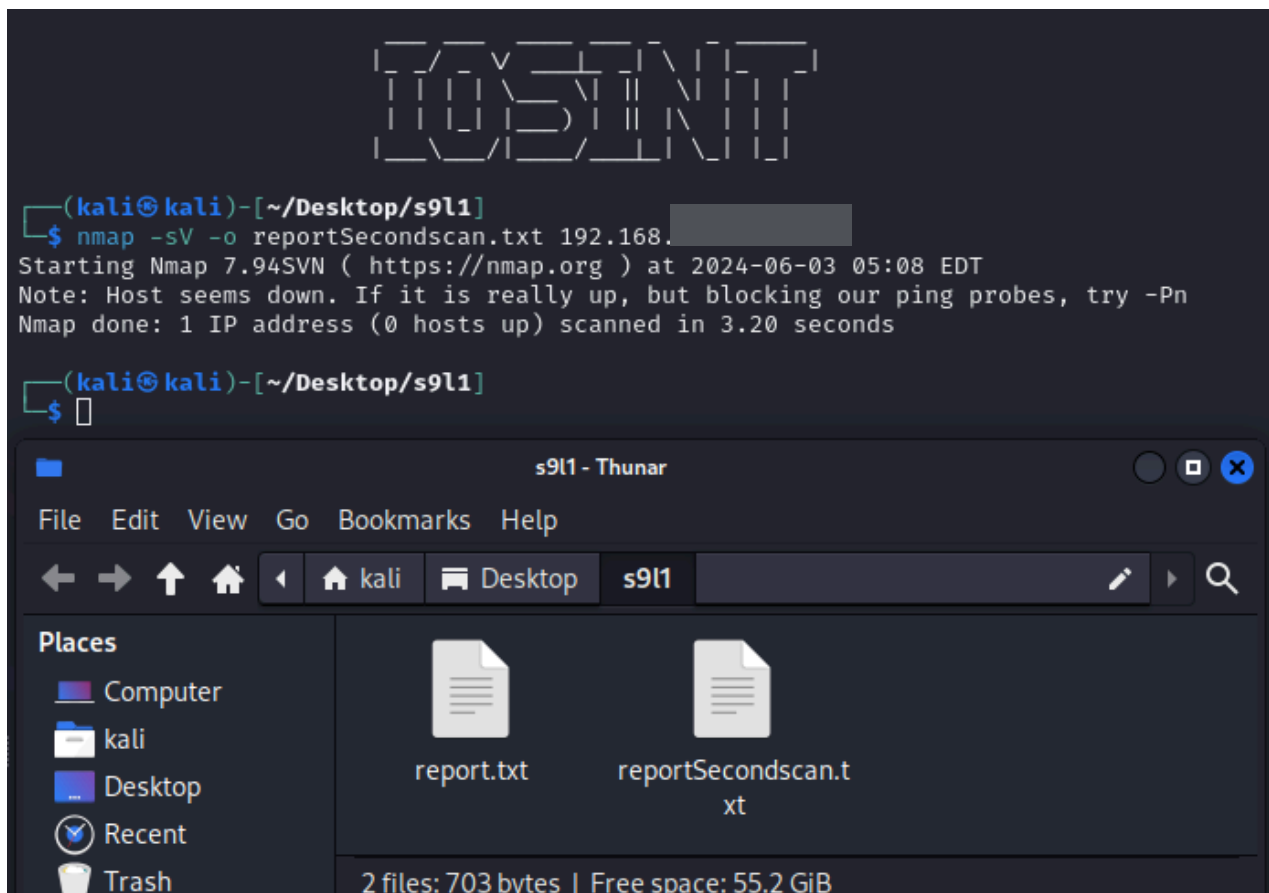 IOSINT
┌──(kali㉿kali)-[~/Desktop/s9l1]
└─$ nmap -sV -o reportSecondscan.txt 192.168.
Starting Nmap 7.94SVN ( https://nmap.org ) at 2024-06-03 05:08 EDT
Note: Host seems down. If it is really up, but blocking our ping probes, try -Pn
Nmap done: 1 IP address (0 hosts up) scanned in 3.20 seconds
┌──(kali㉿kali)-[~/Desktop/s9l1]
└─$
s9l1 - Thunar
File Edit View Go Bookmarks Help
kali Desktop s9l1
Places
Computer
kali
Desktop
Recent
Trash
report.txt
reportSecondscan.t
xt
2 files: 703 bytes | Free space: 55.2 GiB